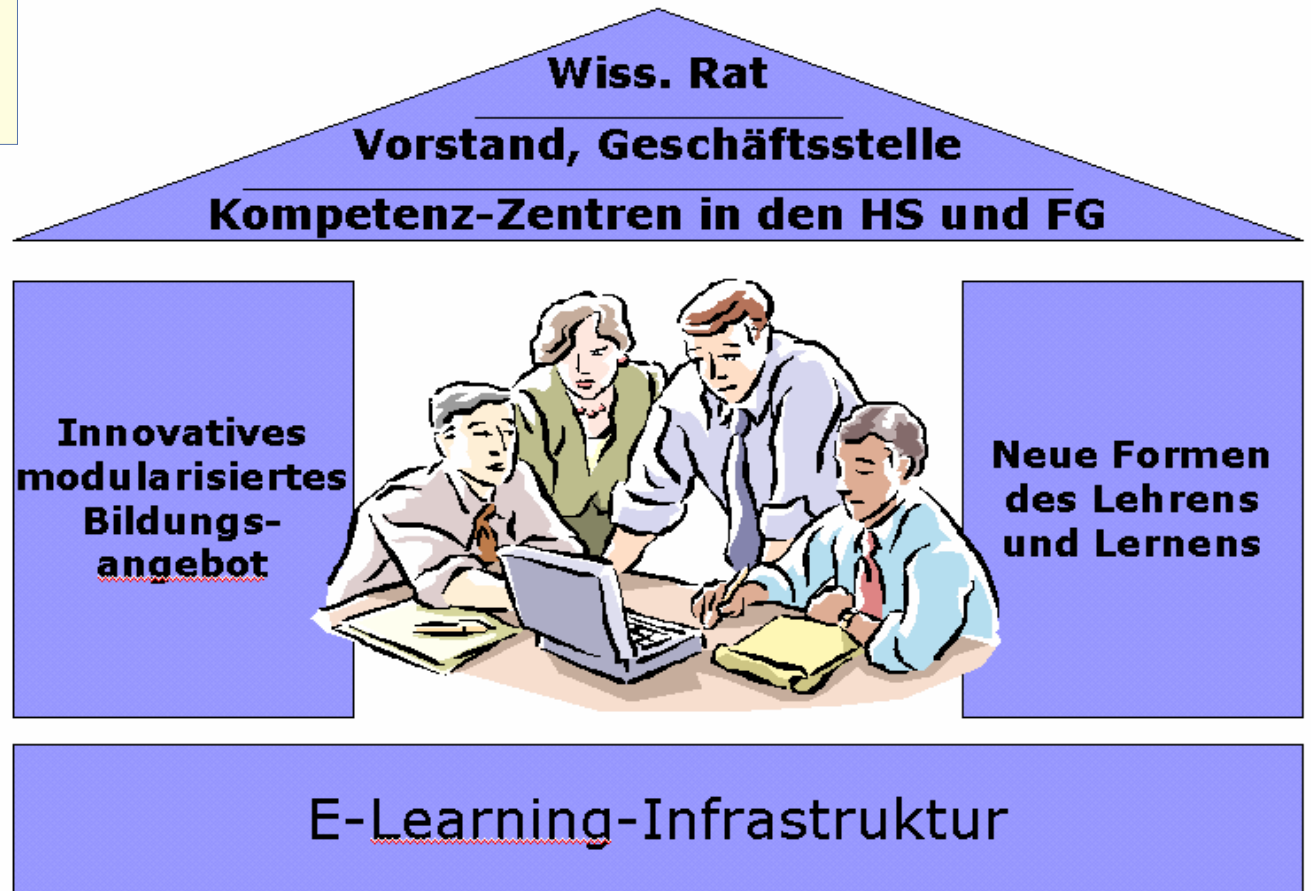 Wiss. Rat
Vorstand, Geschäftsstelle
Kompetenz-Zentren in den HS und FG
Innovatives
modularisiertes
Bildungs-
angebot
Neue Formen
des Lehrens
und Lernens
E-Learning-Infrastruktur